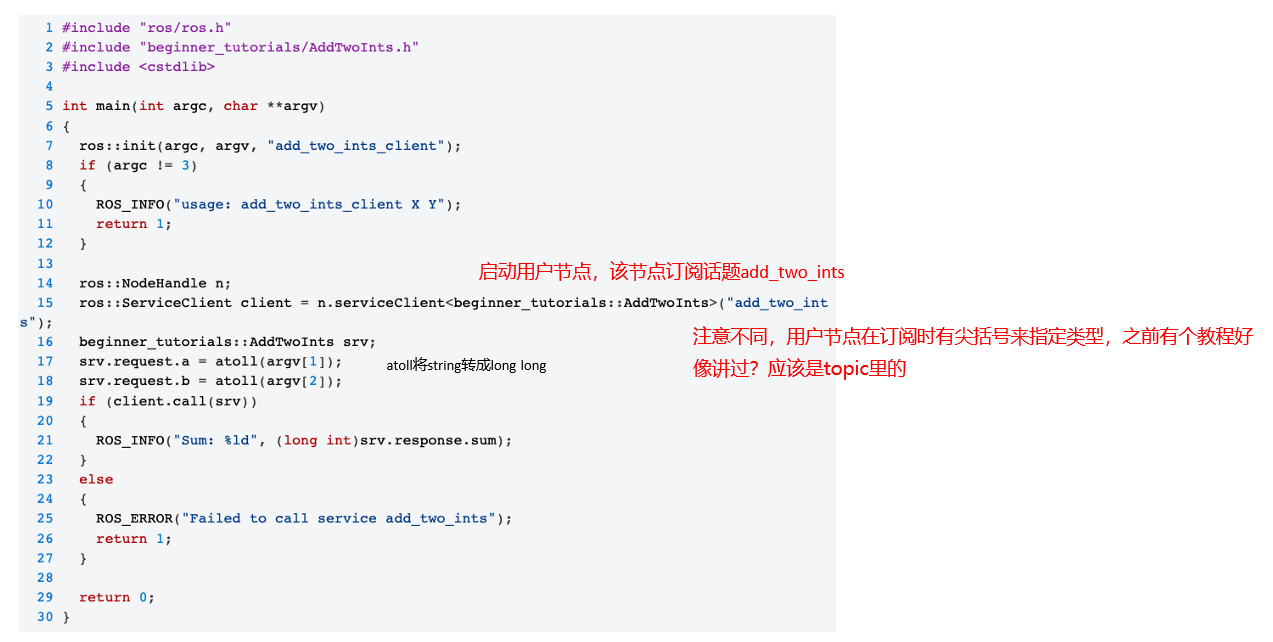 1 #include "ros/ros.h"
2 #include "beginner_tutorials/AddTwoInts.h"
3 #include <cstdlib>
4
5 int main(int argc, char **argv)
6 {
7   ros::init(argc, argv, "add_two_ints_client");
8   if (argc != 3)
9   {
10     ROS_INFO("usage: add_two_ints_client X Y");
11     return 1;
12   }
13
启动用户节点，该节点订阅话题add_two_ints
14   ros::NodeHandle n;
15   ros::ServiceClient client = n.serviceClient<beginner_tutorials::AddTwoInts>("add_two_int
s");
注意不同，用户节点在订阅时有尖括号来指定类型，之前有个教程好
像讲过？应该是topic里的
16   beginner_tutorials::AddTwoInts srv;
17   srv.request.a = atoll(argv[1]);
atoll将string转成long long
18   srv.request.b = atoll(argv[2]);
19   if (client.call(srv))
20   {
21     ROS_INFO("Sum: %ld", (long int)srv.response.sum);
22   }
23   else
24   {
25     ROS_ERROR("Failed to call service add_two_ints");
26     return 1;
27   }
28
29   return 0;
30 }